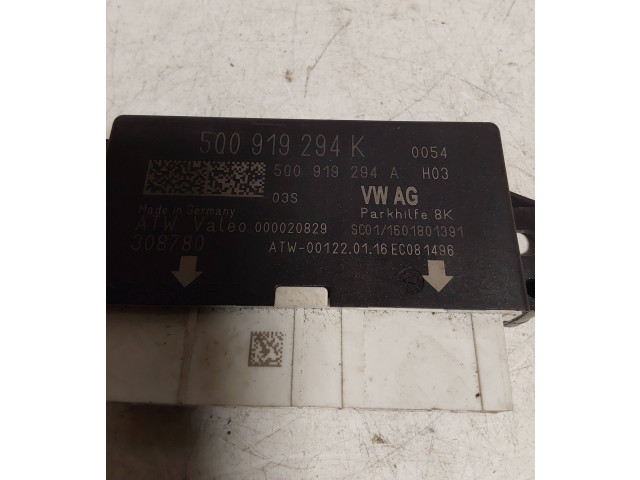 5Q0 919 294 K 0054
5Q0 919 294 A H03
03S VW AG
Made in Germany Parkhilfe 8K
ATW Valeo 000020829 SC01/1601801391
308780 ATW-00122.01.16 EC081496